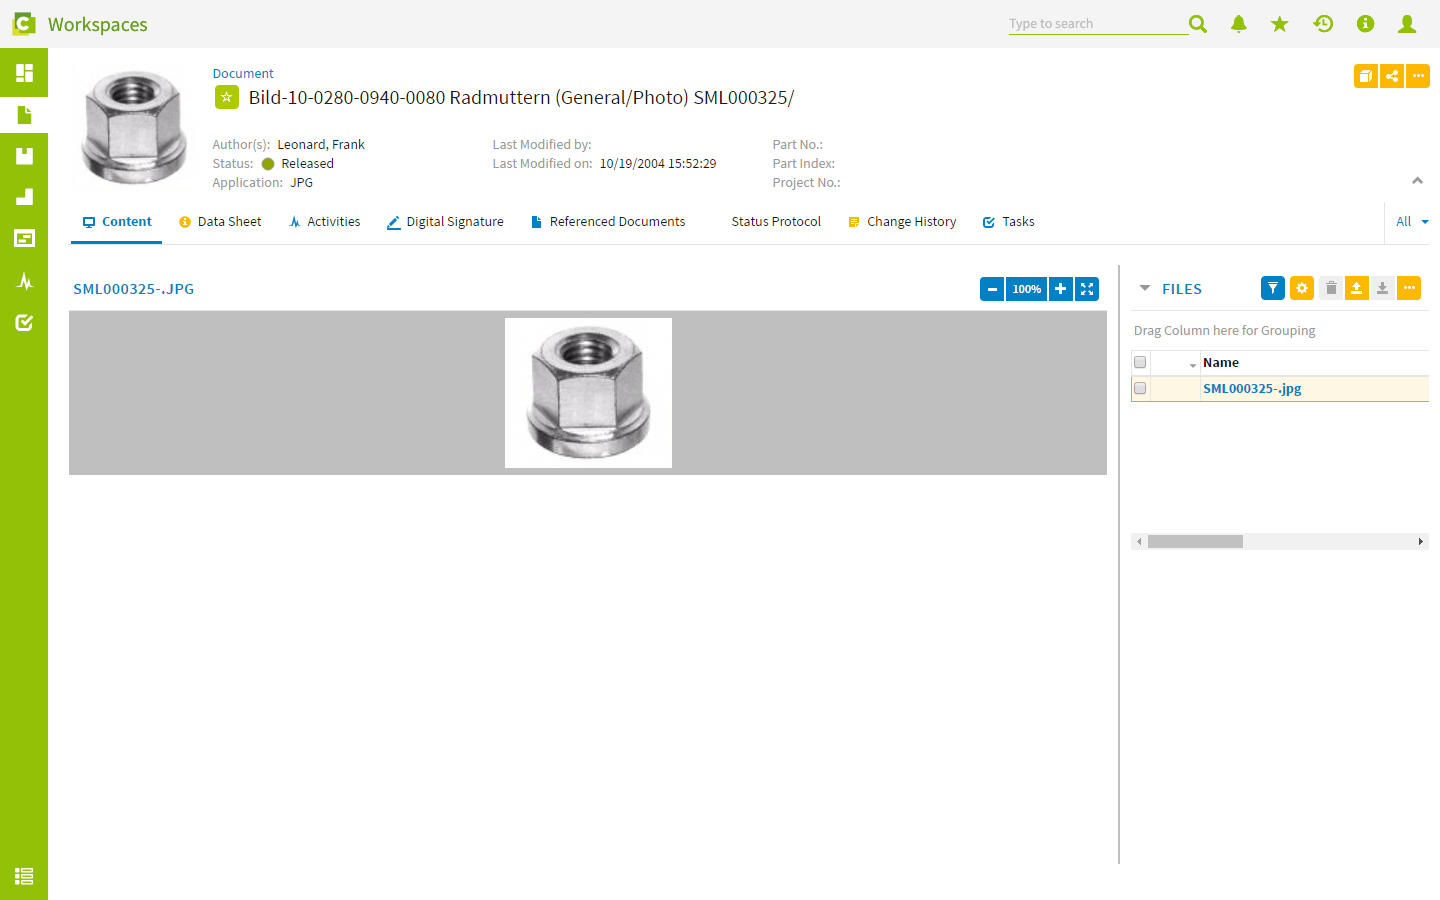 Workspaces
Type to search
Document
Bild-10-0280-0940-0080 Radmuttern (General/Photo) SML000325/
Author(s): Leonard, Frank
Last Modified by:
Part No.:
Status: Released
Last Modified on: 10/19/2004 15:52:29
Part Index:
Application: JPG
Project No.:
Content
Data Sheet
Activities
Digital Signature
Referenced Documents
Status Protocol
Change History
Tasks
All
SML000325-.JPG
100%
FILES
Drag Column here for Grouping
Name
SML000325-.jpg